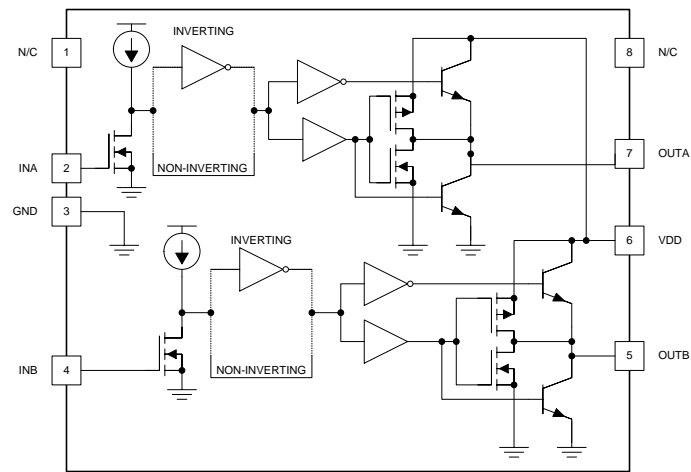 INVERTING
N/C 1
8 N/C
INA 2
7 OUTA
NON-INVERTING
GND 3
INVERTING
6 VDD
INB 4
5 OUTB
NON-INVERTING